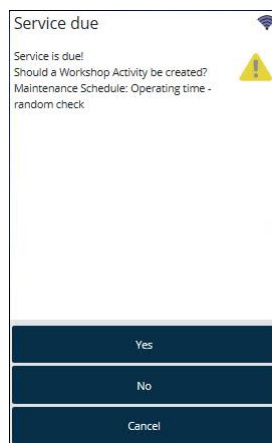 Service due
Service is due!
Should a Workshop Activity be created?
Maintenance Schedule: Operating time -
random check
Yes
No
Cancel